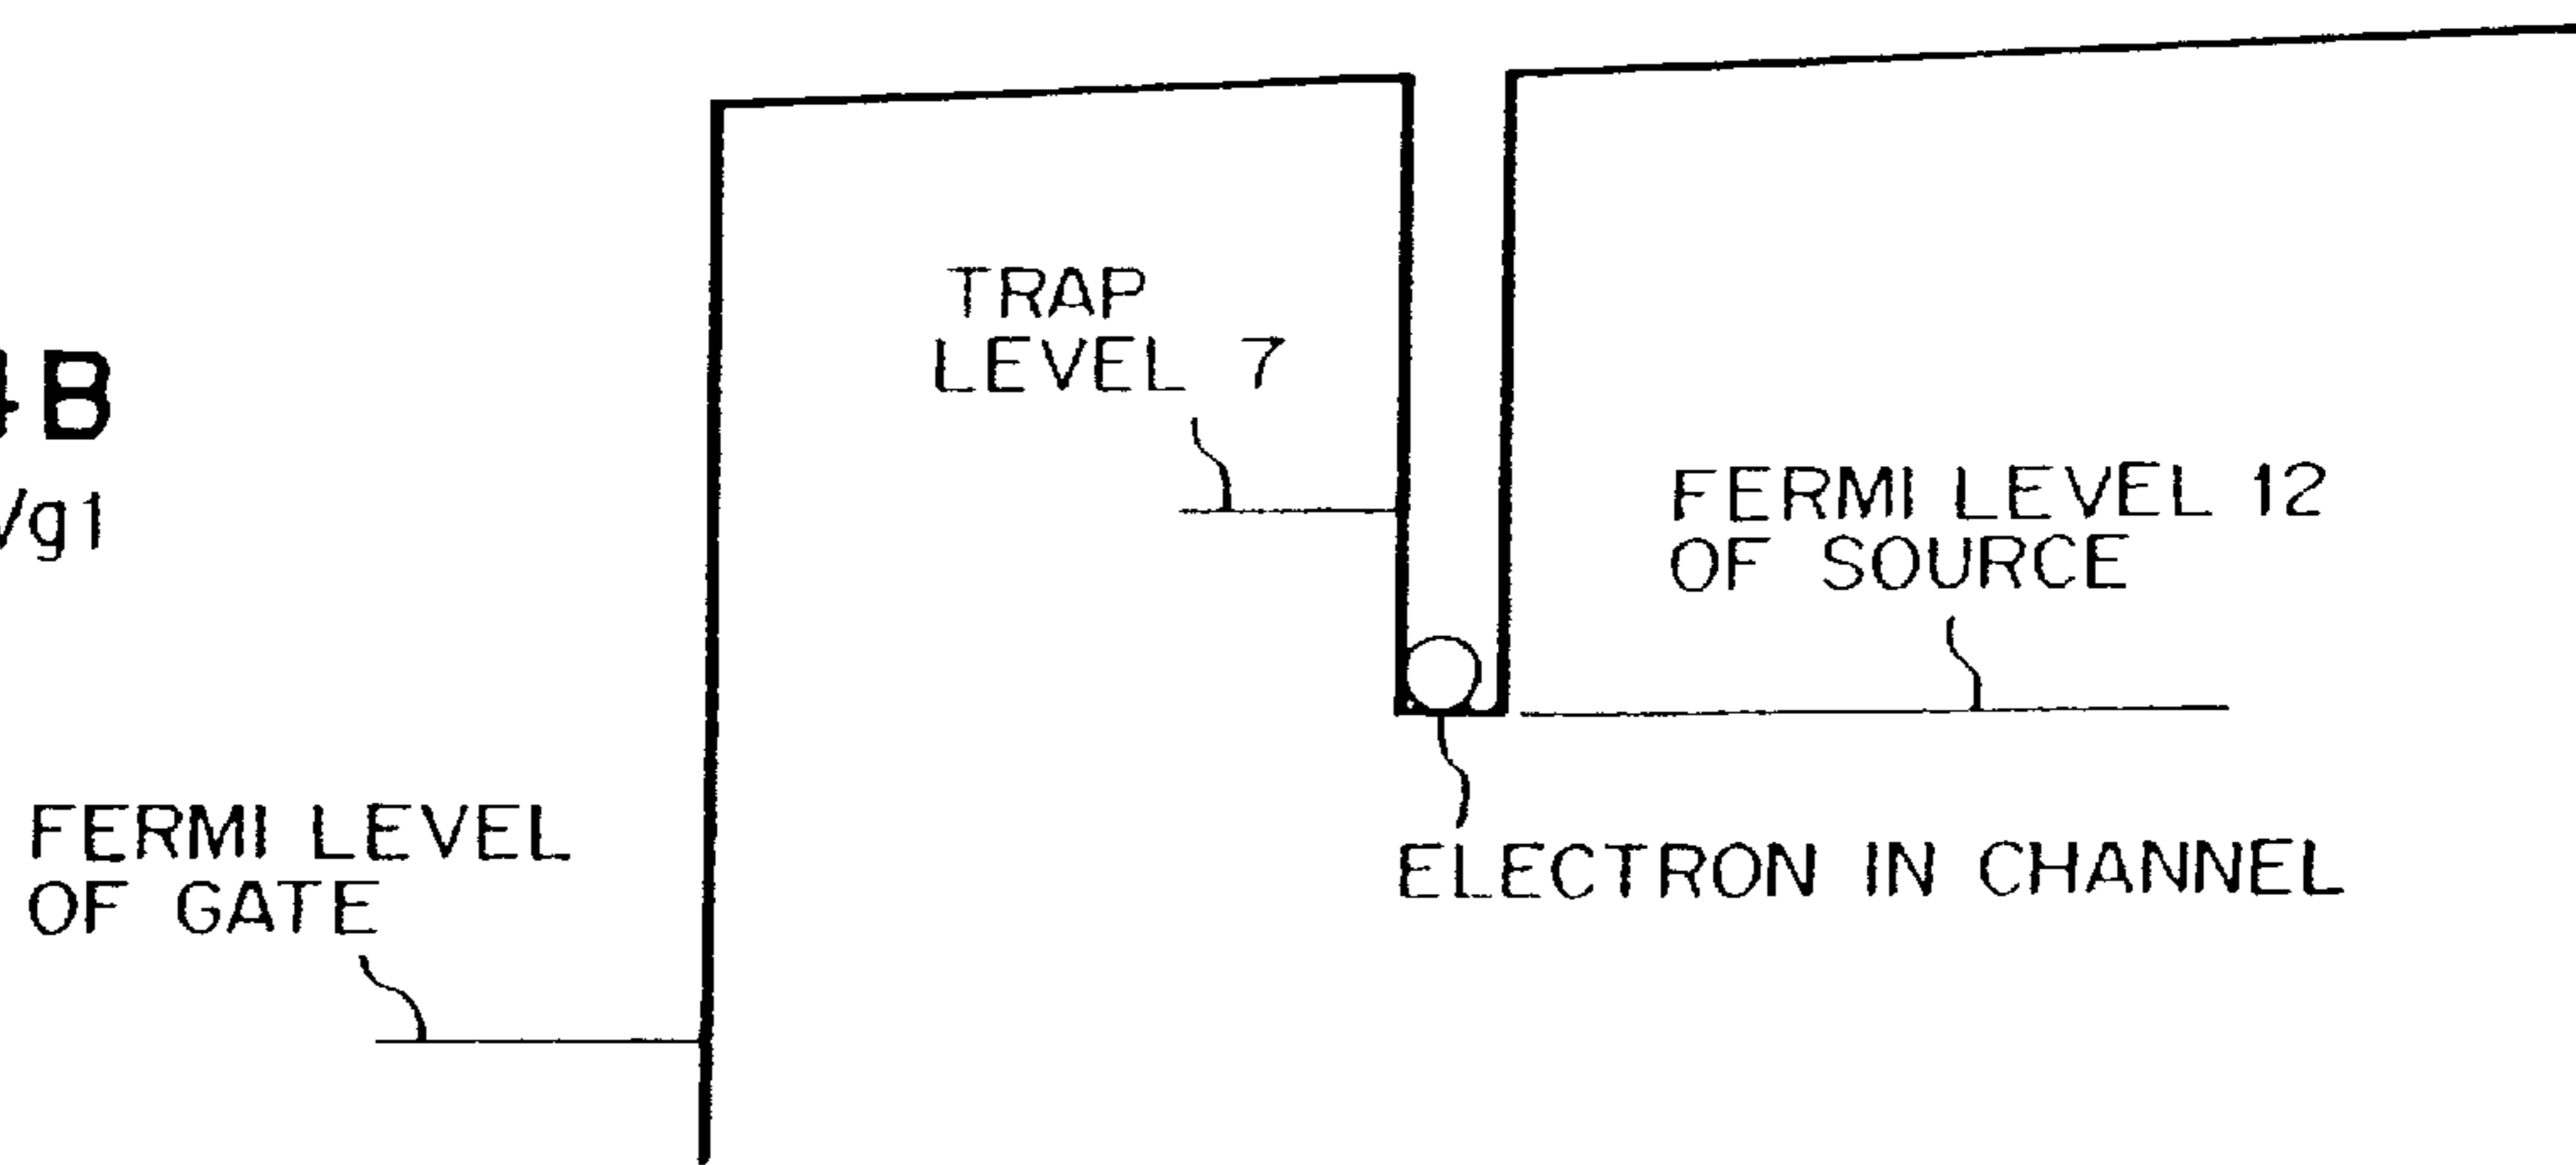 TRAP
LEVEL 7
4B
Vg1
FERMI LEVEL 12
OF SOURCE
FERMI LEVEL
OF GATE
ELECTRON IN CHANNEL